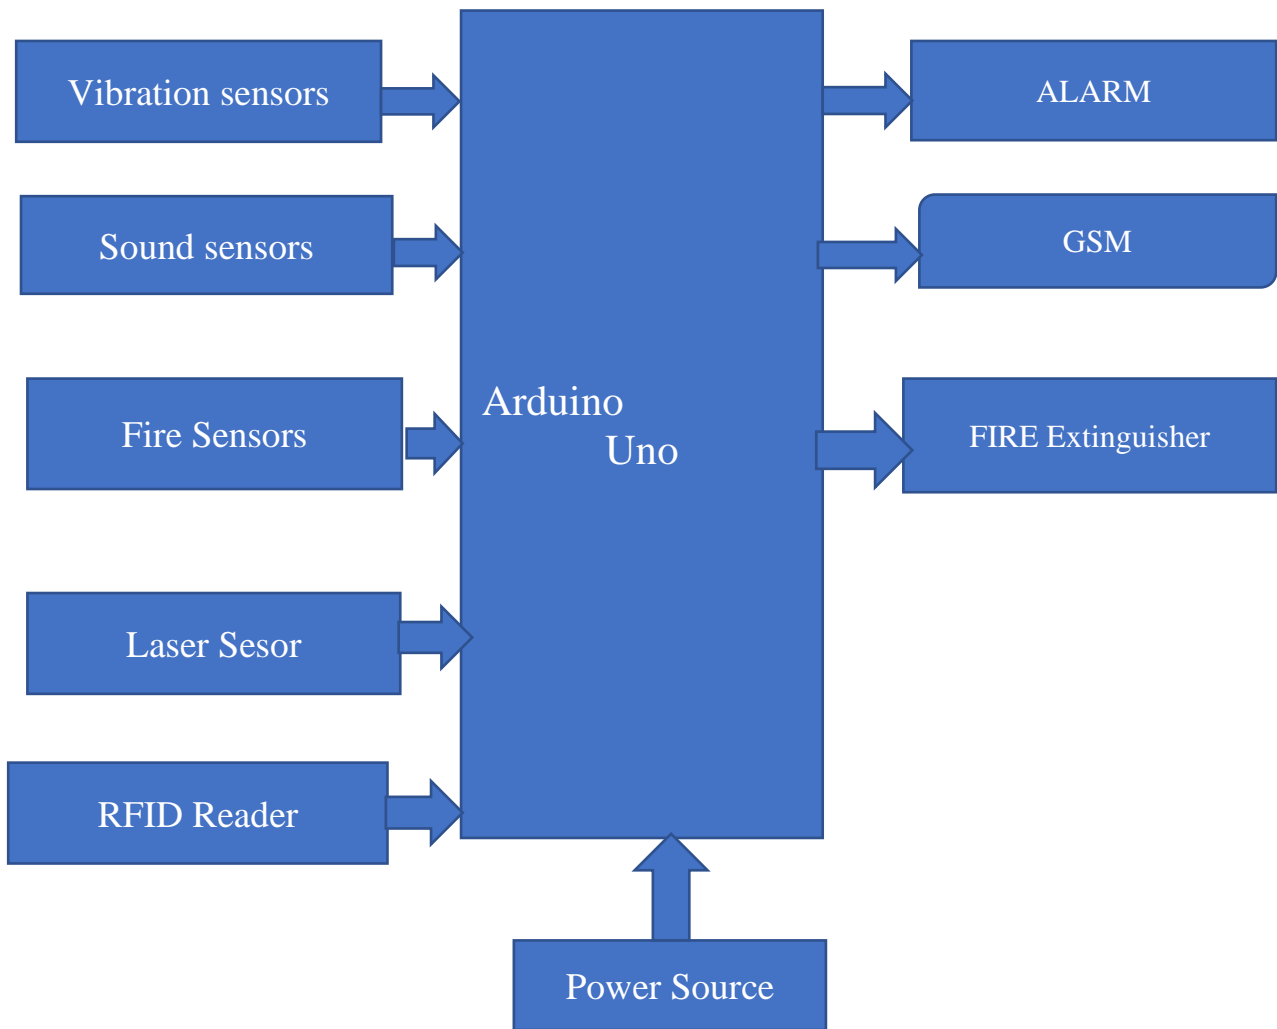 Vibration sensors
Sound sensors
Fire Sensors
Laser Sesor
RFID Reader
Arduino
Uno
Power Source
ALARM
GSM
FIRE Extinguisher